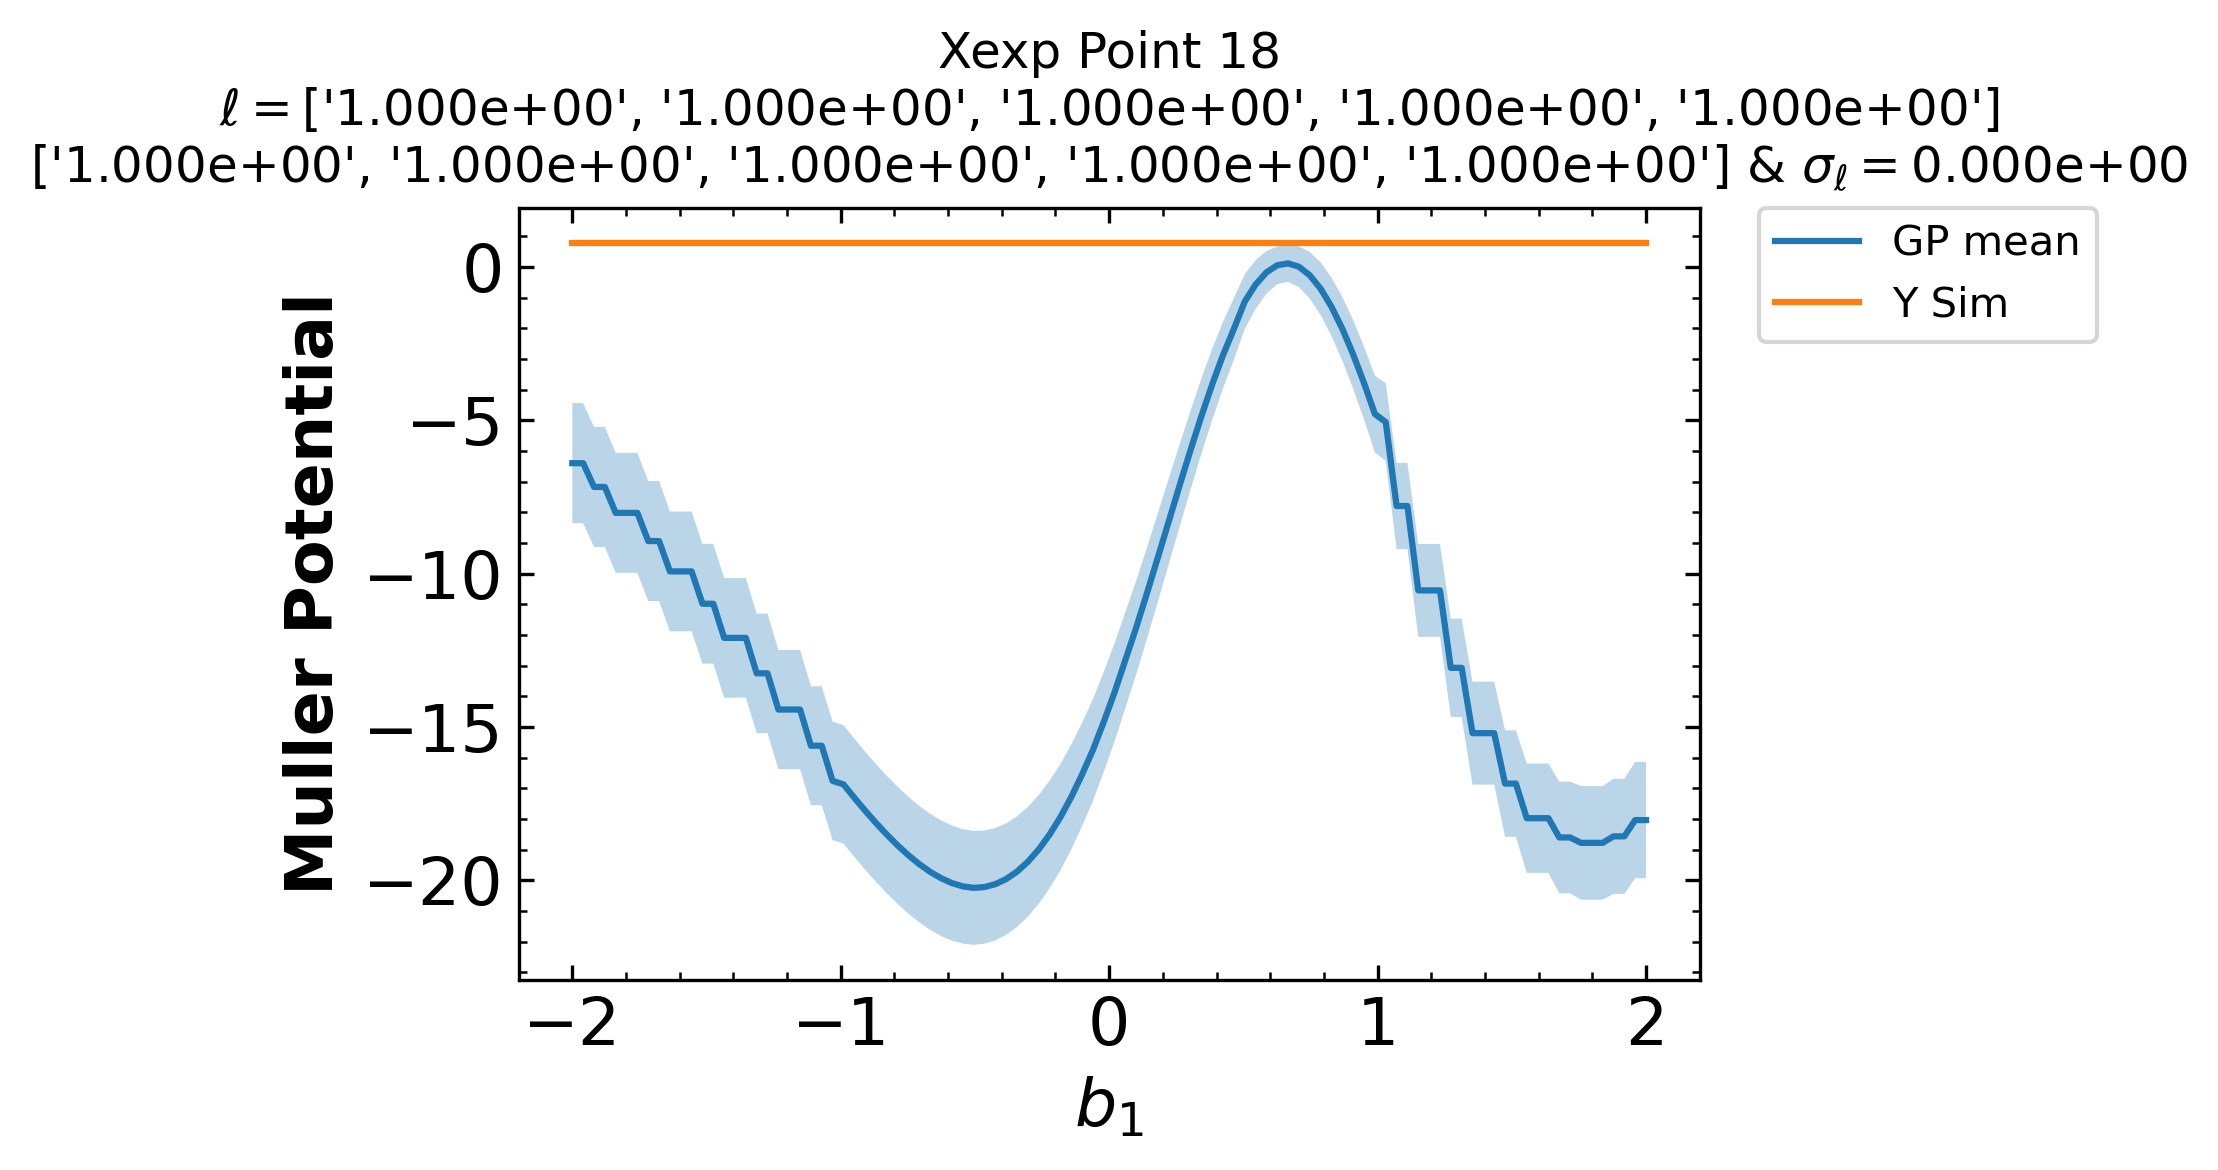 Xexp Point 18
ℓ = ['1.000e+00', '1.000e+00', '1.000e+00', '1.000e+00', '1.000e+00']
['1.000e+00', '1.000e+00', '1.000e+00', '1.000e+00', '1.000e+00'] & σ_ℓ = 0.000e+00
GP mean
Y Sim
Muller Potential
0
−5
−10
−15
−20
−2 −1 0 1 2
b₁